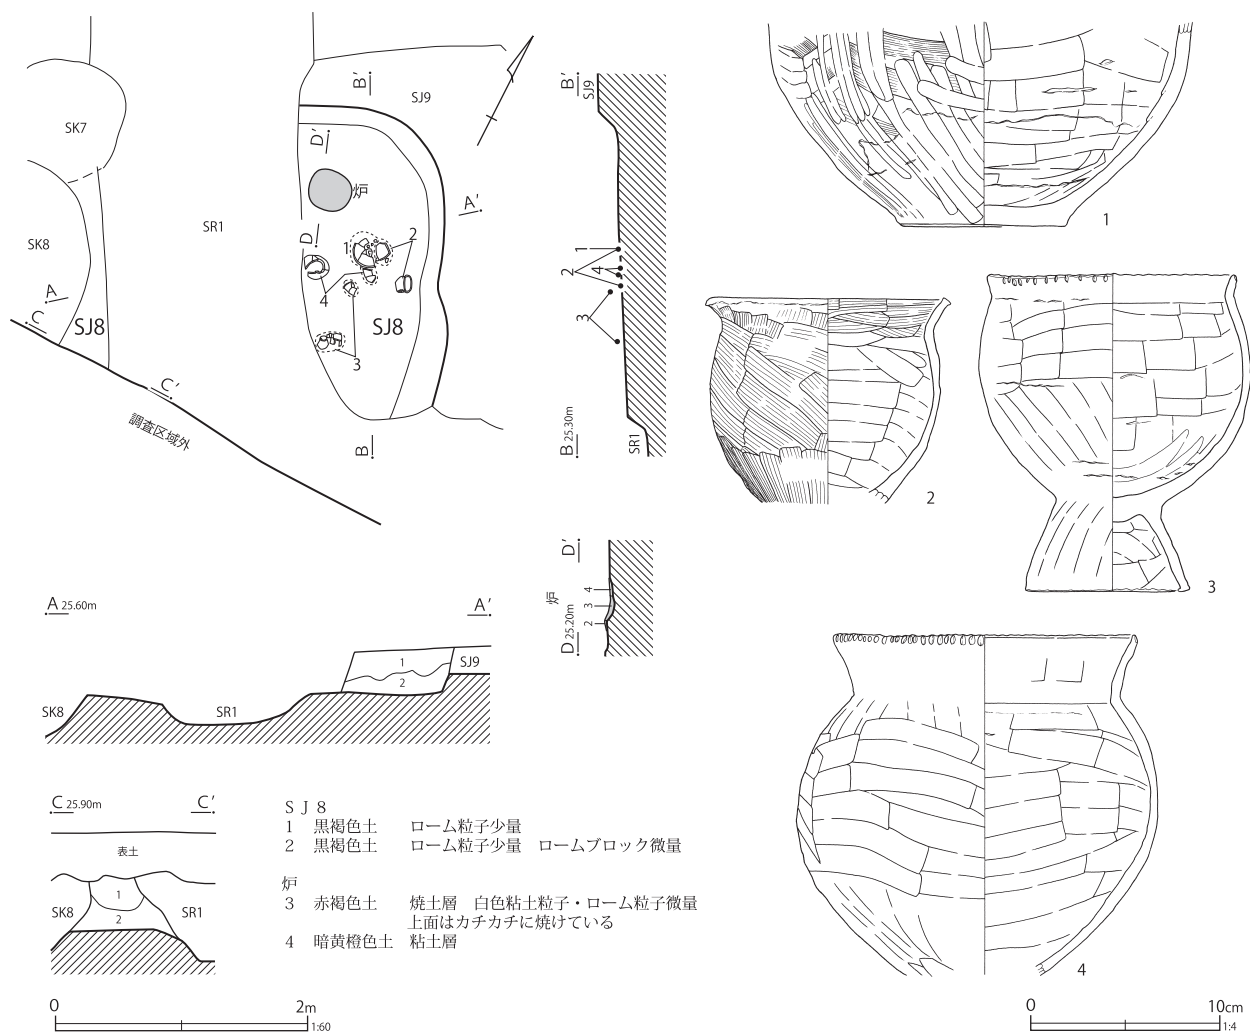 SK7
SK8
SR1
SJ8
A
C
C′
調査区域外
B′
SJ9
D′
炉
A′
D
1
2
4
3
SJ8
B
B′
SJ9
1
2
4
3
B 25.30m
SR1
D′
炉
4
3
2
D 25.20m
1
2
3
4
A 25.60m
A′
1
2
SJ9
SK8
SR1
C 25.90m
C′
表土
1
2
SK8
SR1
ＳＪ８
１　黒褐色土　　ローム粒子少量
２　黒褐色土　　ローム粒子少量　ロームブロック微量
炉
３　赤褐色土　　焼土層　白色粘土粒子・ローム粒子微量
上面はカチカチに焼けている
４　暗黄橙色土　粘土層
0 2m
1:60
0 10cm
1:4